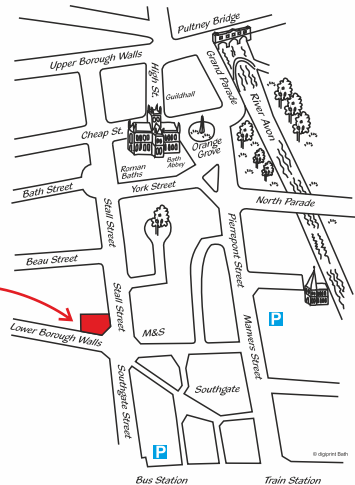 Pultney Bridge
Upper Borough Walls
High St.
Grand Parade
Guildhall
River Avon
Cheap St.
Orange
Grove
Bath
Abbey
Roman
Baths
Bath Street
York Street
North Parade
Stall Street
Pierrepont Street
Beau Street
Stall Street
P
Lower Borough Walls
M&S
Manvers Street
Southgate Street
Southgate
P
© digiprint Bath
Bus Station
Train Station